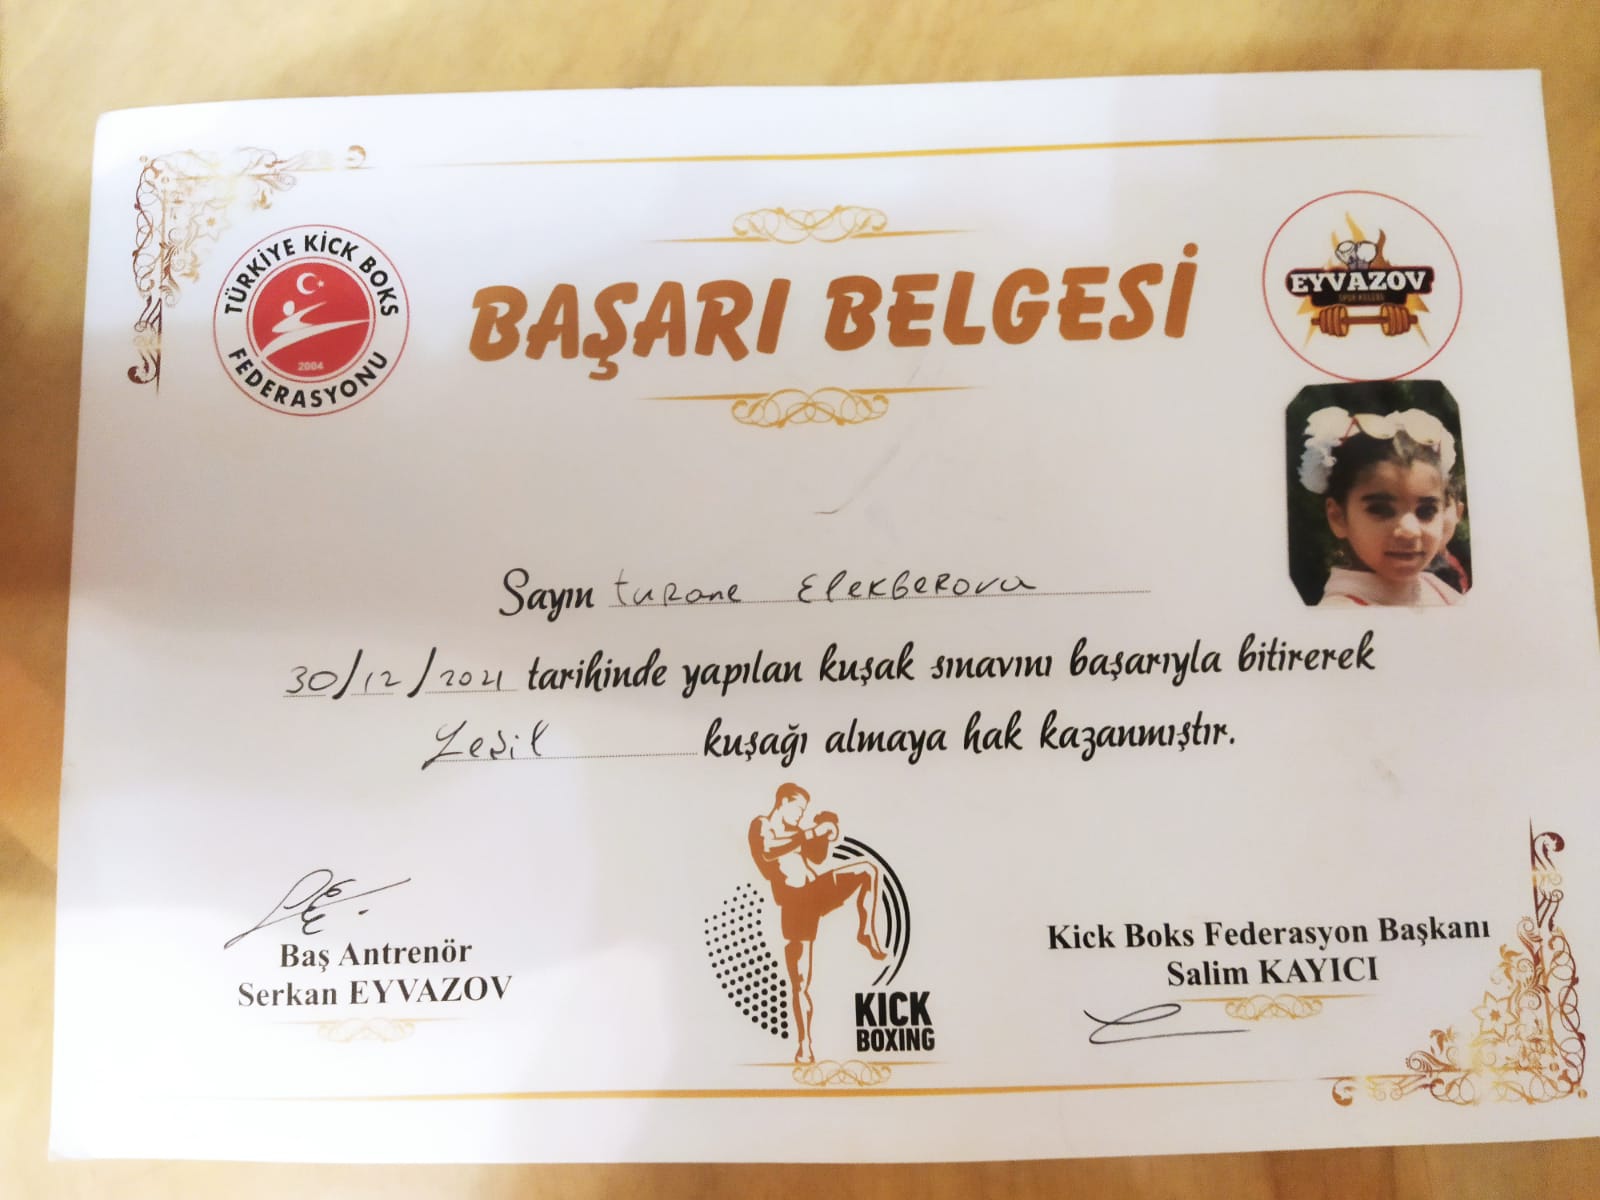 TÜRKİYE KİCK BOKS
FEDERASYONU
2004
BAŞARI BELGESİ
EYVAZOV
SPOR KULÜBÜ
Sayın turane Elekberova
30/12/2021 tarihinde yapılan kuşak sınavını başarıyla bitirerek
Yeşil kuşağı almaya hak kazanmıştır.
Baş Antrenör
Serkan EYVAZOV
KICK
BOXING
Kick Boks Federasyon Başkanı
Salim KAYICI